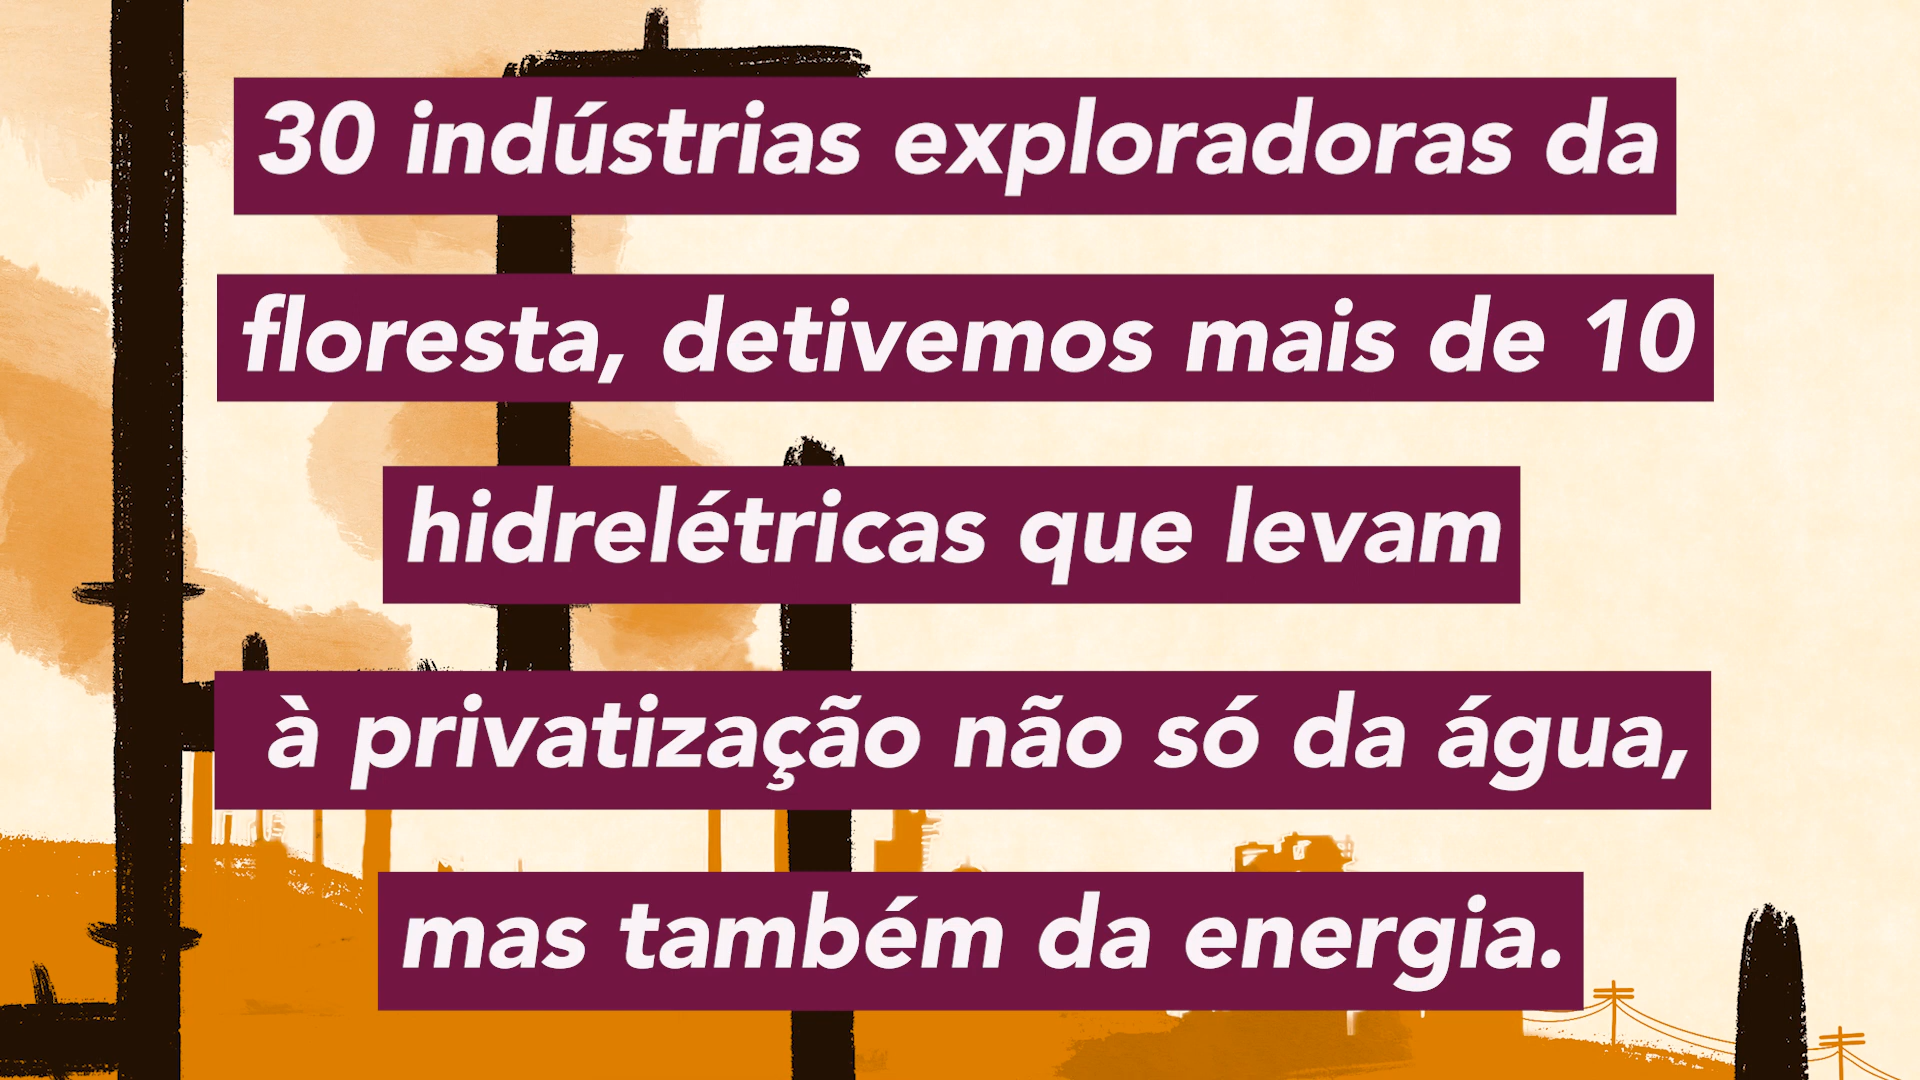 30 indústrias exploradoras da
floresta, detivemos mais de 10
hidrelétricas que levam
à privatização não só da água,
mas também da energia.